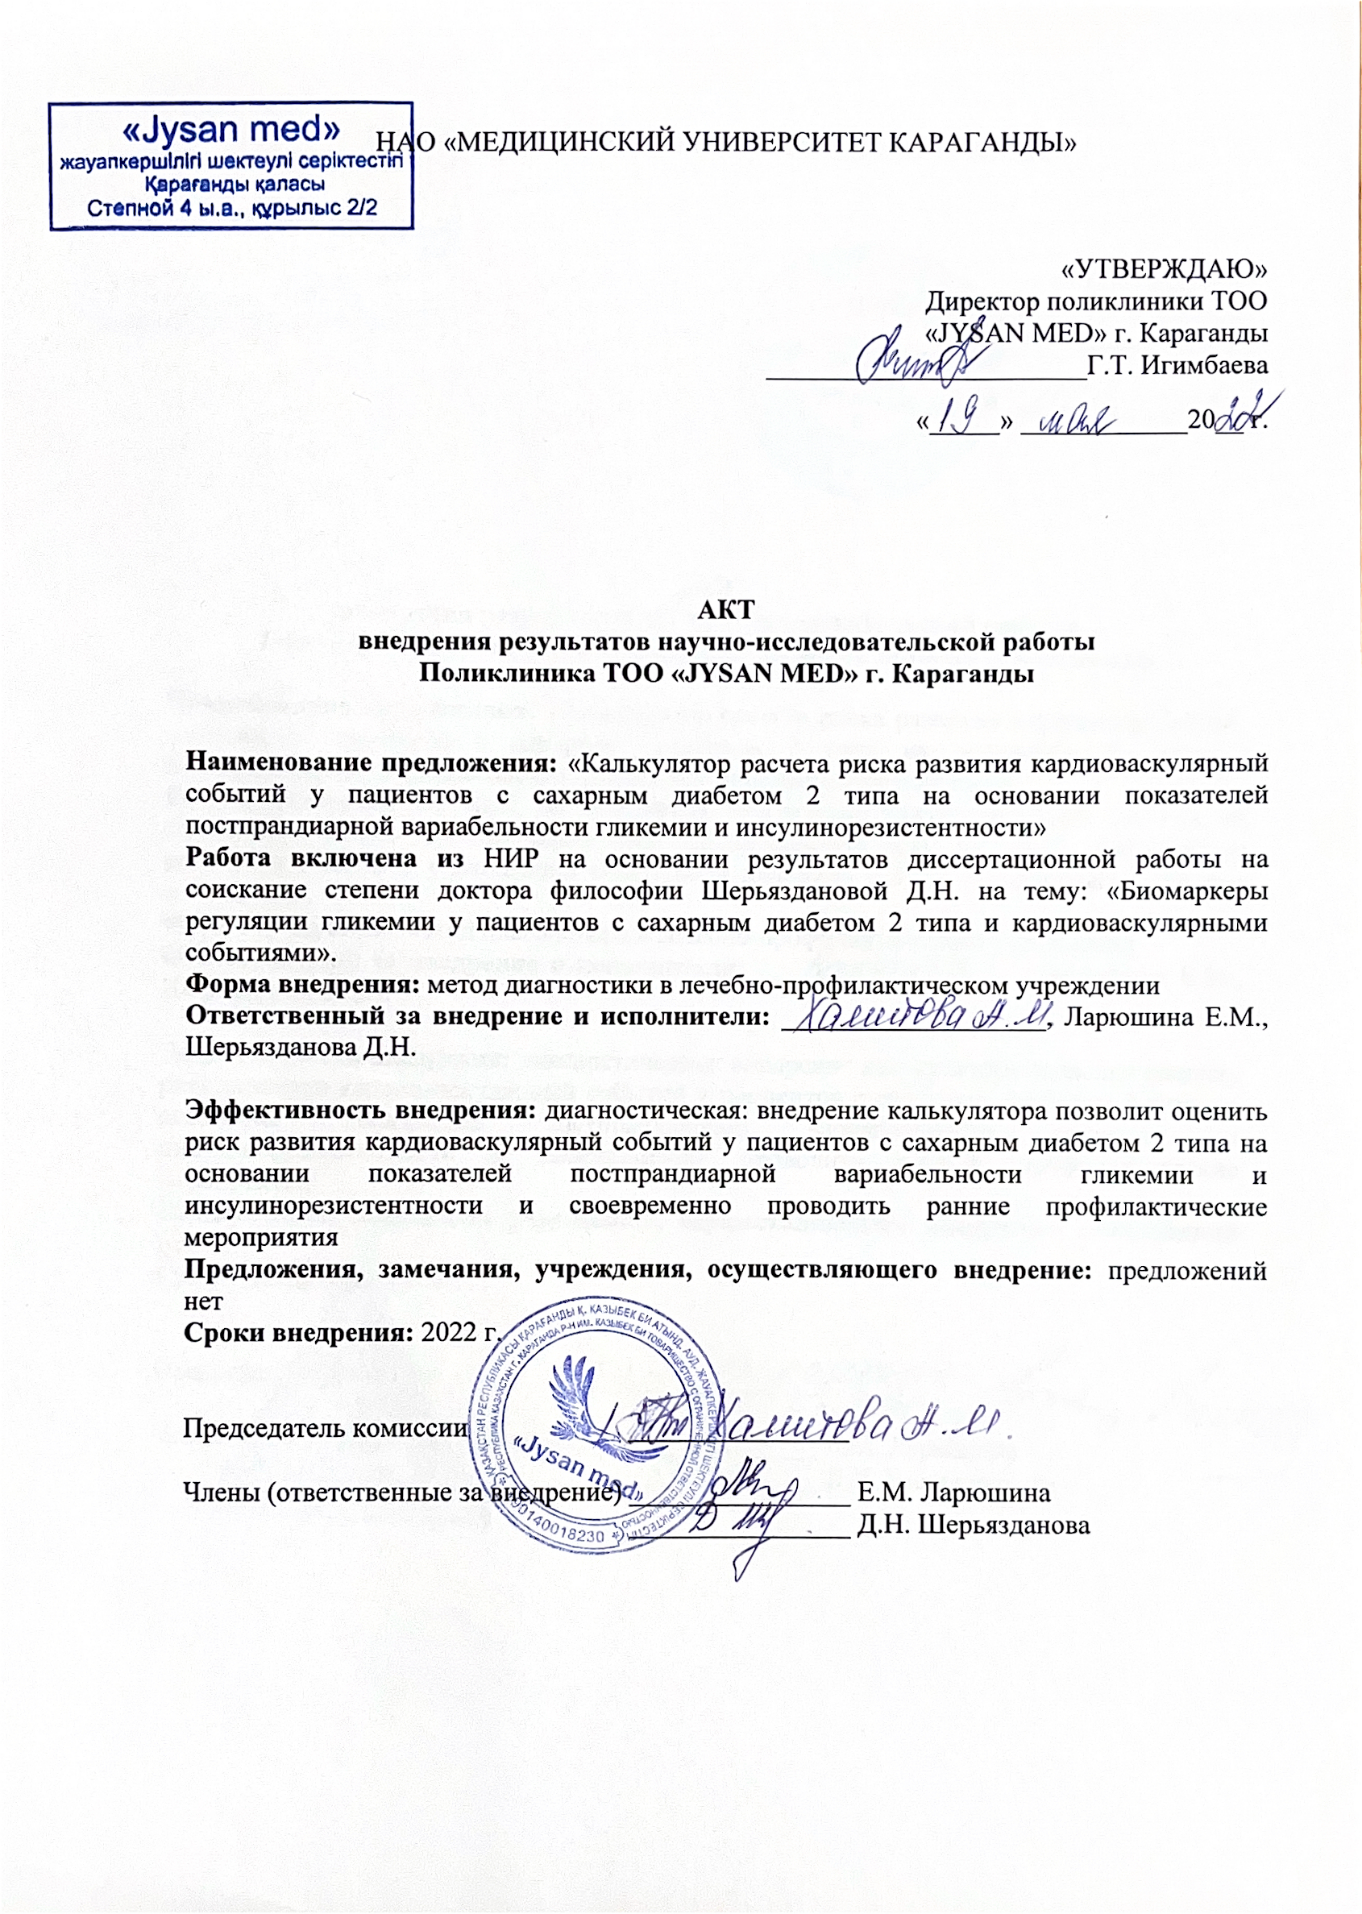 «Jysan med»
жауапкершілігі шектеулі серіктестігі
Қарағанды қаласы
Степной 4 ы.а., құрылыс 2/2
НАО «МЕДИЦИНСКИЙ УНИВЕРСИТЕТ КАРАГАНДЫ»
«УТВЕРЖДАЮ»
Директор поликлиники ТОО
«JYSAN MED» г. Караганды
Г.Т. Игимбаева
«19» мая 2022 г.
АКТ
внедрения результатов научно-исследовательской работы
Поликлиника ТОО «JYSAN MED» г. Караганды
Наименование предложения: «Калькулятор расчета риска развития кардиоваскулярный
событий у пациентов с сахарным диабетом 2 типа на основании показателей
постпрандиарной вариабельности гликемии и инсулинорезистентности»
Работа включена из НИР на основании результатов диссертационной работы на
соискание степени доктора философии Шерьяздановой Д.Н. на тему: «Биомаркеры
регуляции гликемии у пациентов с сахарным диабетом 2 типа и кардиоваскулярными
событиями».
Форма внедрения: метод диагностики в лечебно-профилактическом учреждении
Ответственный за внедрение и исполнители: Хамитова А.М, Ларюшина Е.М.,
Шерьязданова Д.Н.
Эффективность внедрения: диагностическая: внедрение калькулятора позволит оценить
риск развития кардиоваскулярный событий у пациентов с сахарным диабетом 2 типа на
основании показателей постпрандиарной вариабельности гликемии и
инсулинорезистентности и своевременно проводить ранние профилактические
мероприятия
Предложения, замечания, учреждения, осуществляющего внедрение: предложений
нет
Сроки внедрения: 2022 г.
Председатель комиссии Хамитова А.М.
Члены (ответственные за внедрение) Е.М. Ларюшина
Д.Н. Шерьязданова
«Jysan med»